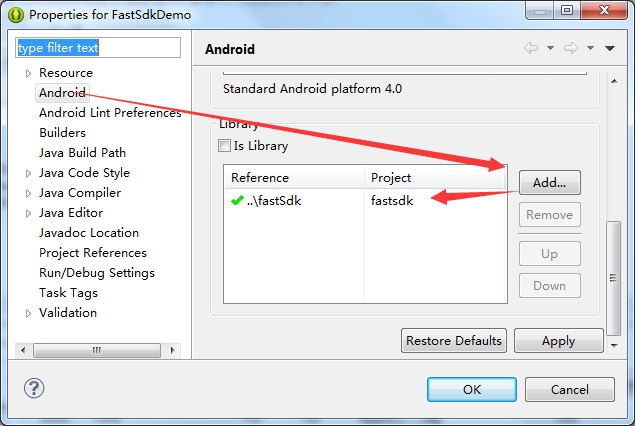 Properties for FastSdkDemo
type filter text
Resource
Android
Android Lint Preferences
Builders
Java Build Path
Java Code Style
Java Compiler
Java Editor
Javadoc Location
Project References
Run/Debug Settings
Task Tags
Validation
Android
Standard Android platform 4.0
Library
Is Library
Reference Project
..\fastSdk fastsdk
Add...
Remove
Up
Down
Restore Defaults Apply
OK Cancel